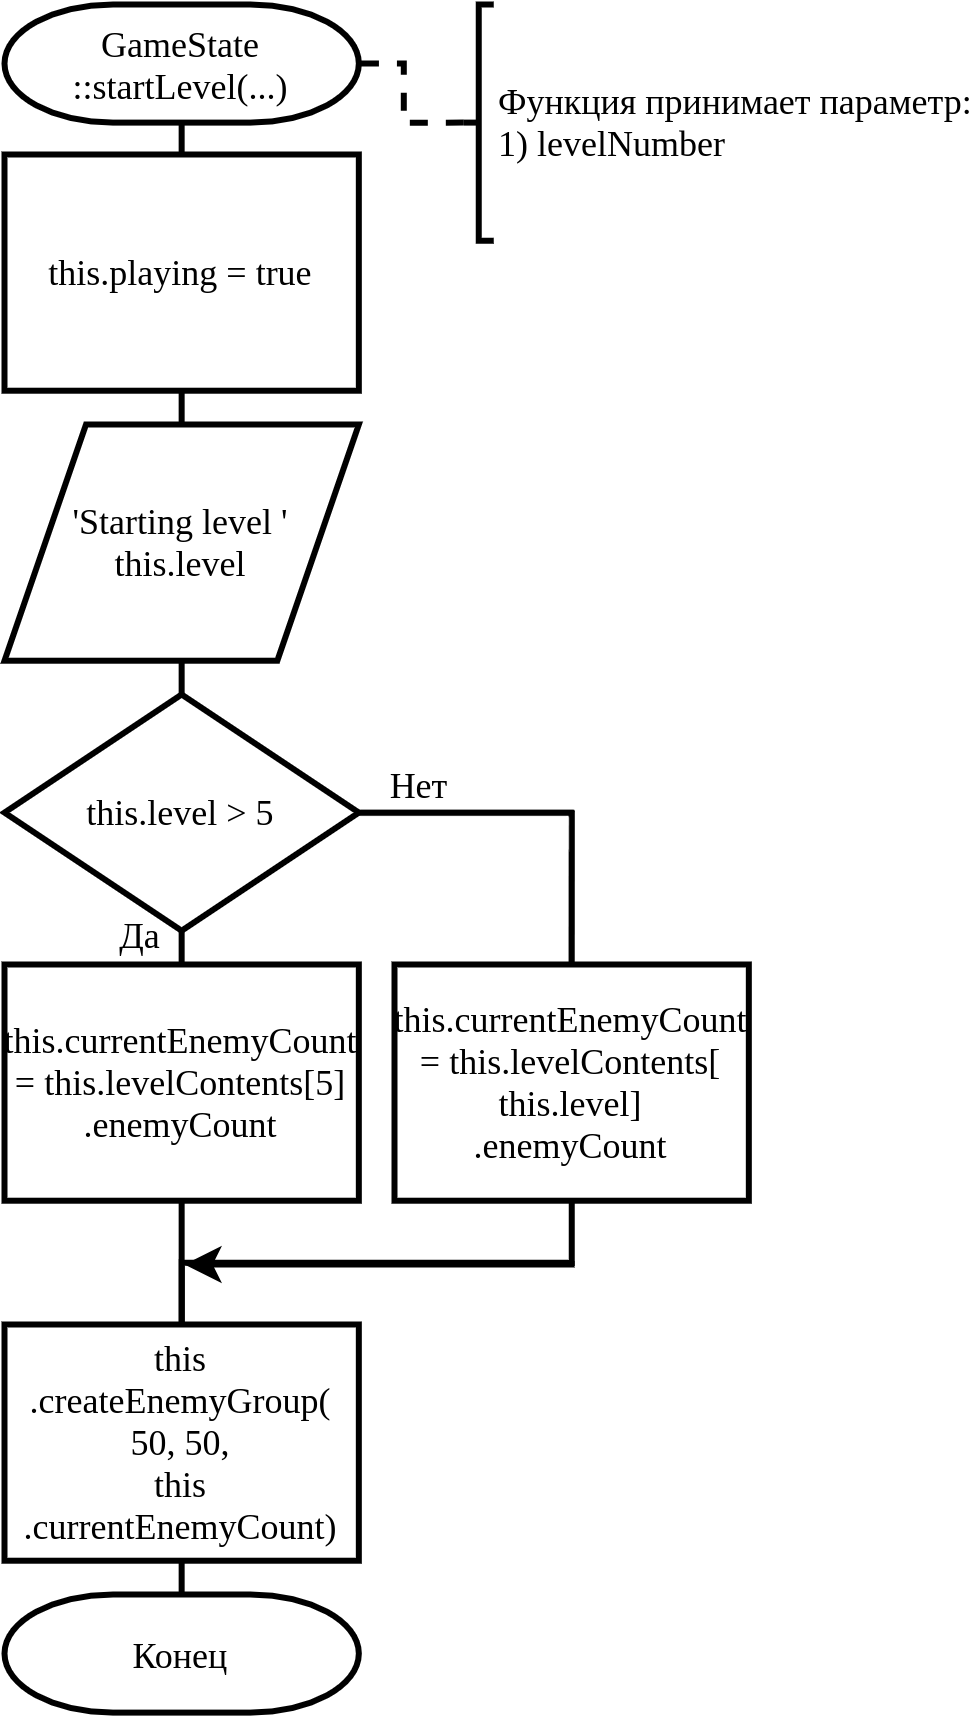 GameState
::startLevel(...)
Функция принимает параметр:
1) levelNumber
this.playing = true
'Starting level '
this.level
this.level > 5
Нет
Да
this.currentEnemyCount
= this.levelContents[5]
.enemyCount
this.currentEnemyCount
= this.levelContents[
this.level]
.enemyCount
this
.createEnemyGroup(
50, 50,
this
.currentEnemyCount)
Конец